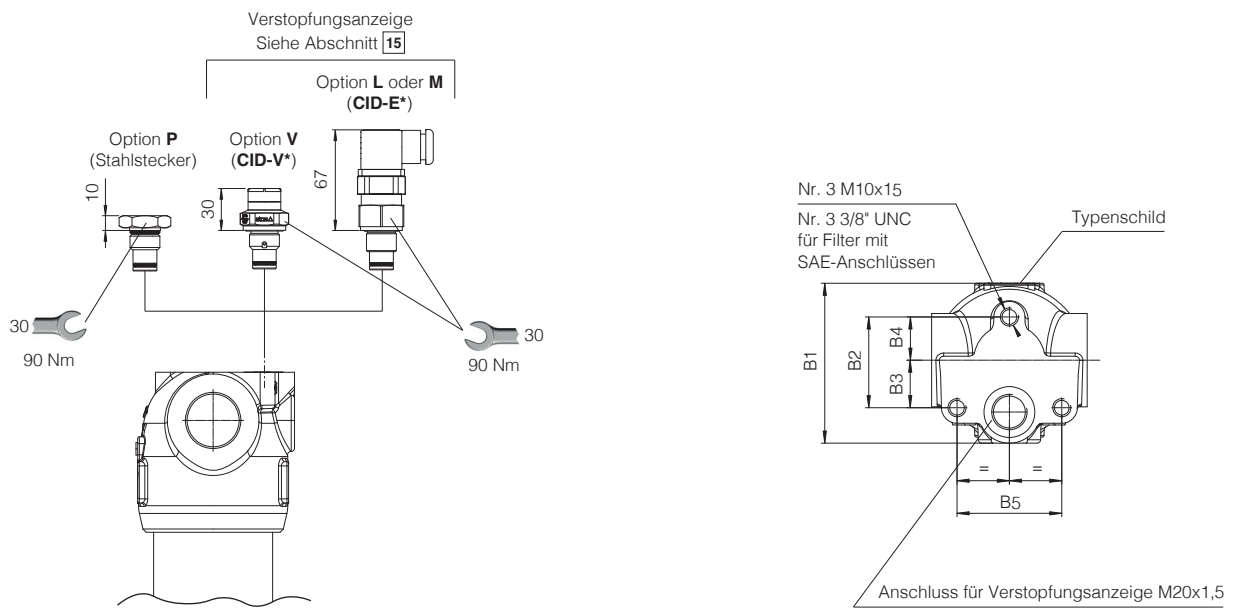 Verstopfungsanzeige
Siehe Abschnitt 15
Option L oder M
(CID-E*)
Option P
(Stahlstecker)
Option V
(CID-V*)
10
30
67
30
90 Nm
30
90 Nm
Nr. 3 M10x15
Nr. 3 3/8" UNC
für Filter mit
SAE-Anschlüssen
Typenschild
B1
B2
B4
B3
=
=
B5
Anschluss für Verstopfungsanzeige M20x1,5